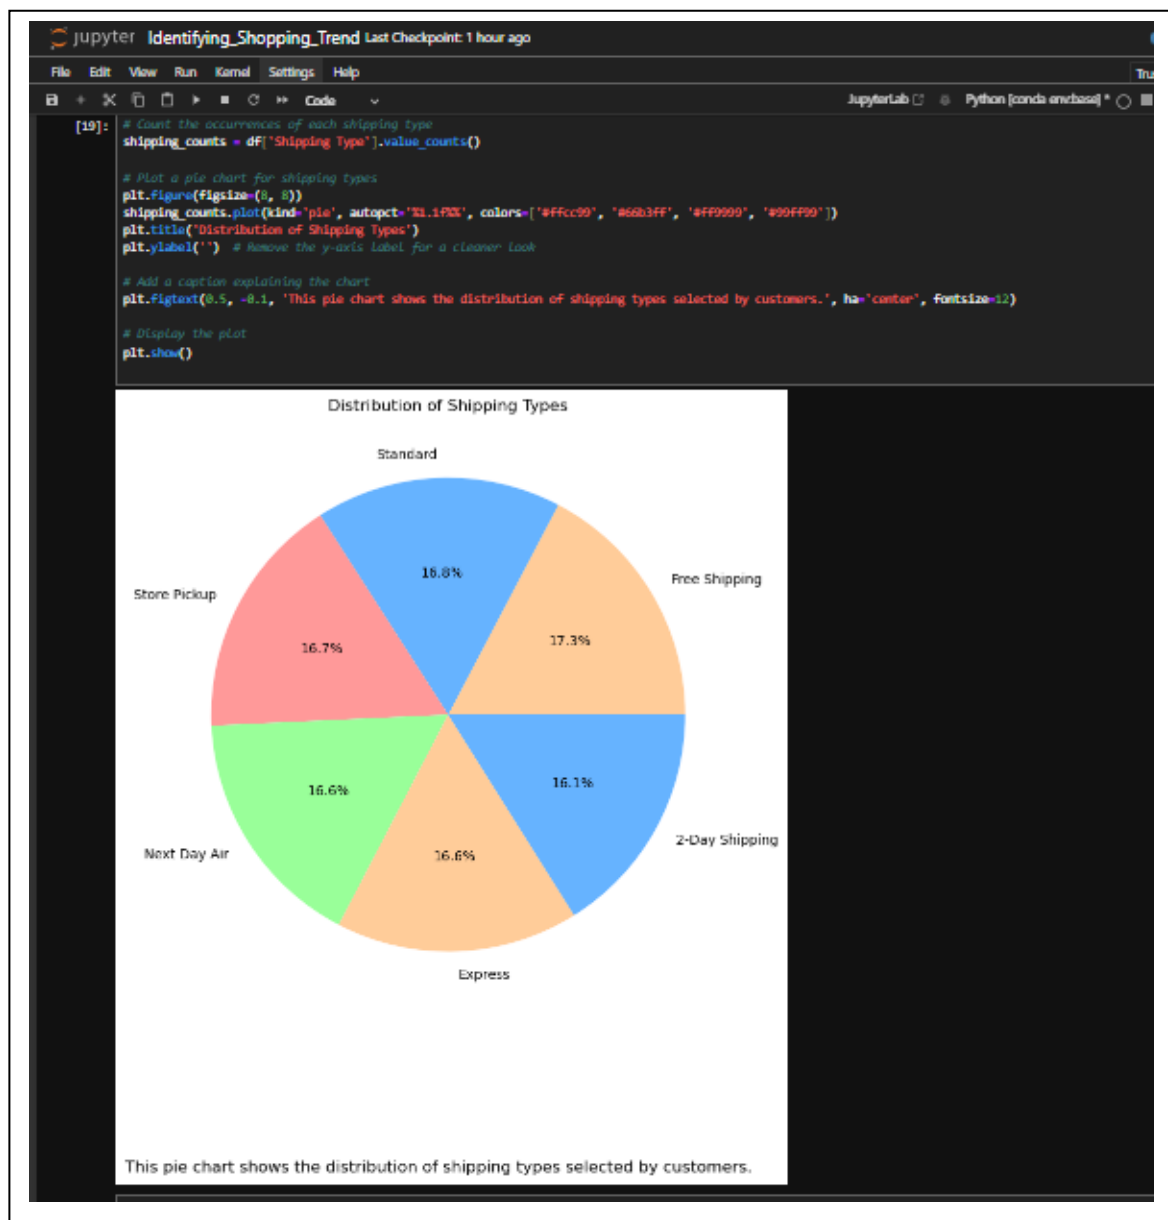 jupyter Identifying_Shopping_Trend Last Checkpoint: 1 hour ago
File Edit View Run Kernel Settings Help Tru
Code JupyterLab Python [conda env:base] *
[19]: # Count the occurrences of each shipping type
shipping_counts = df['Shipping Type'].value_counts()
# Plot a pie chart for shipping types
plt.figure(figsize=(8, 8))
shipping_counts.plot(kind='pie', autopct='%1.1f%%', colors=['#ffcc99', '#66b3ff', '#ff9999', '#99ff99'])
plt.title('Distribution of Shipping Types')
plt.ylabel('') # Remove the y-axis label for a cleaner look
# Add a caption explaining the chart
plt.figtext(0.5, -0.1, 'This pie chart shows the distribution of shipping types selected by customers.', ha='center', fontsize=12)
# Display the plot
plt.show()
Distribution of Shipping Types
Standard
16.8%
Free Shipping
Store Pickup
17.3%
16.7%
16.1%
16.6%
2-Day Shipping
Next Day Air
16.6%
Express
This pie chart shows the distribution of shipping types selected by customers.